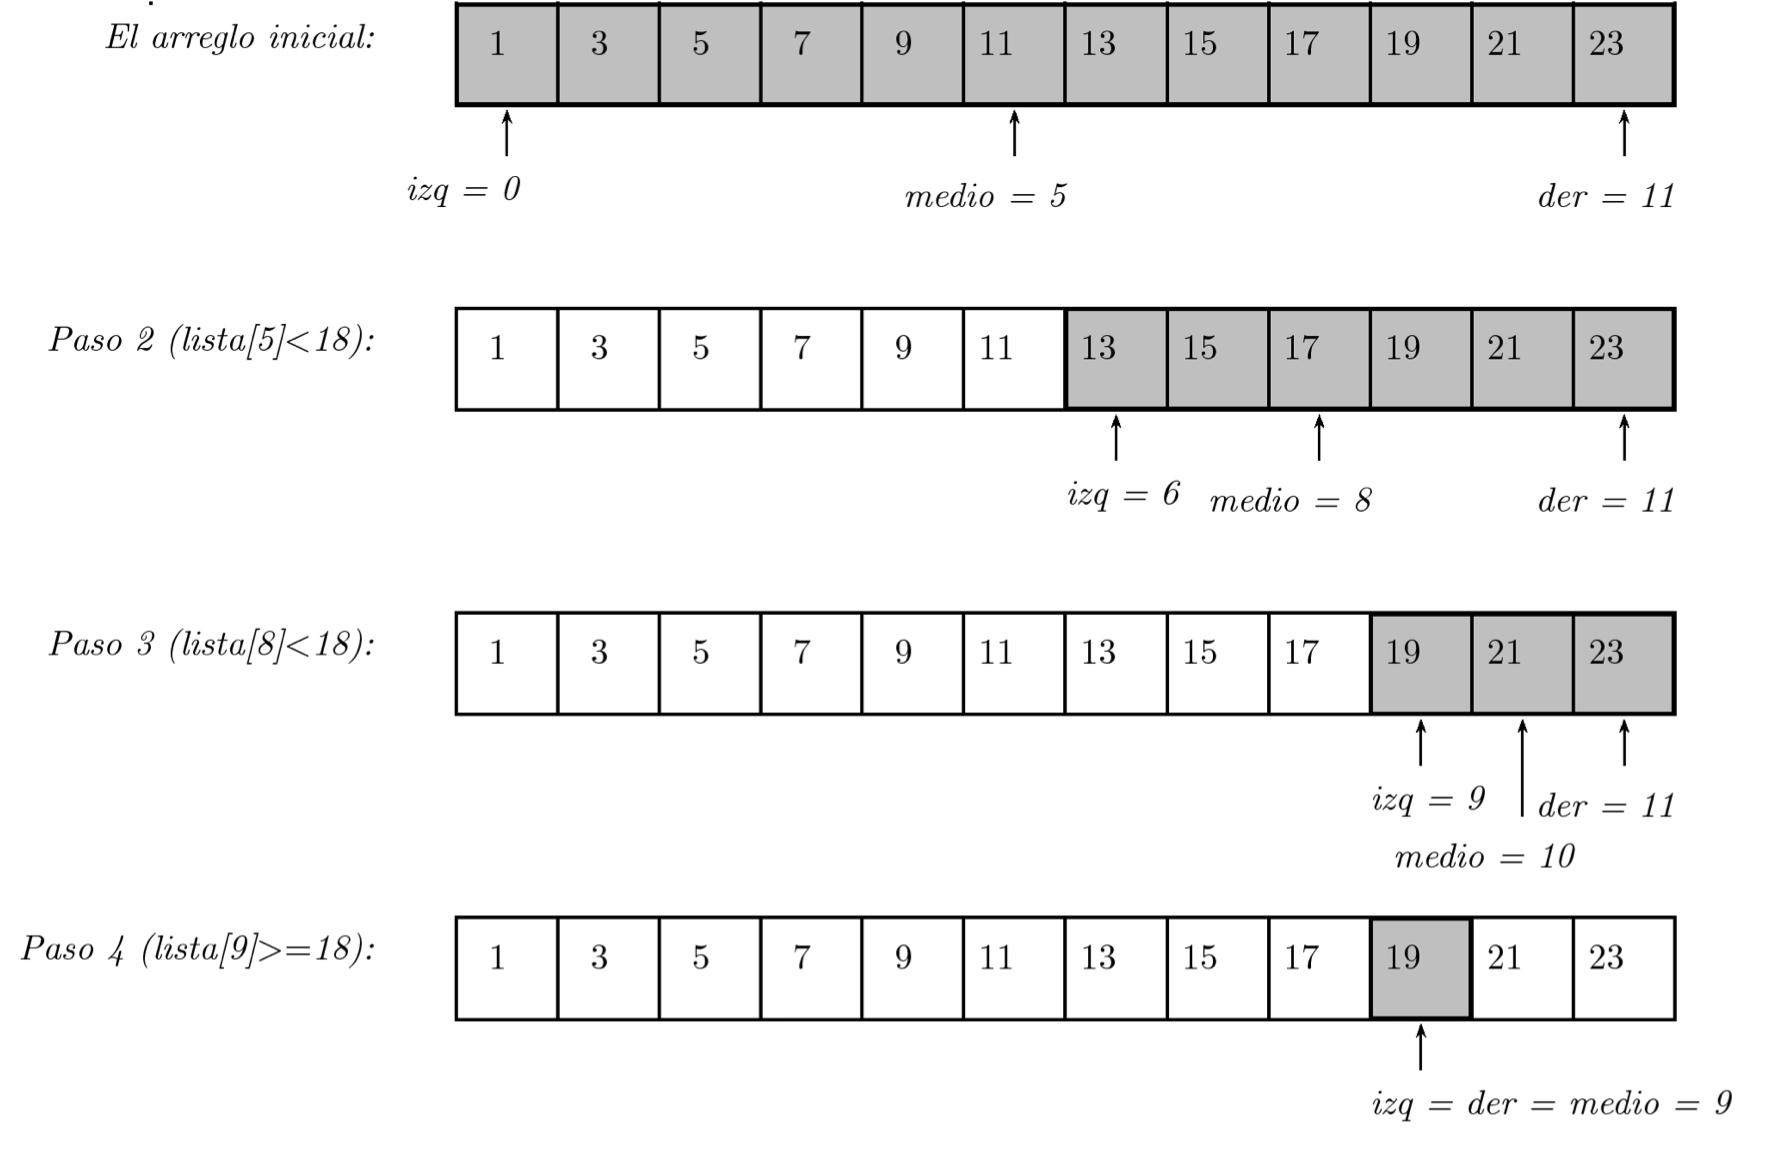 El arreglo inicial: 1 3 5 7 9 11 13 15 17 19 21 23
izq = 0 medio = 5 der = 11
Paso 2 (lista[5]<18): 1 3 5 7 9 11 13 15 17 19 21 23
izq = 6 medio = 8 der = 11
Paso 3 (lista[8]<18): 1 3 5 7 9 11 13 15 17 19 21 23
izq = 9 der = 11
medio = 10
Paso 4 (lista[9]>=18): 1 3 5 7 9 11 13 15 17 19 21 23
izq = der = medio = 9